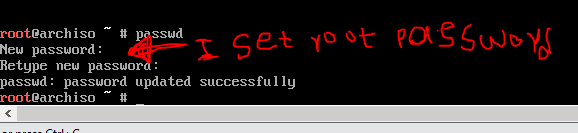 root@archiso ~ # passwd
New password:
I set root password
Retype new password:
passwd: password updated successfully
root@archiso ~ # _